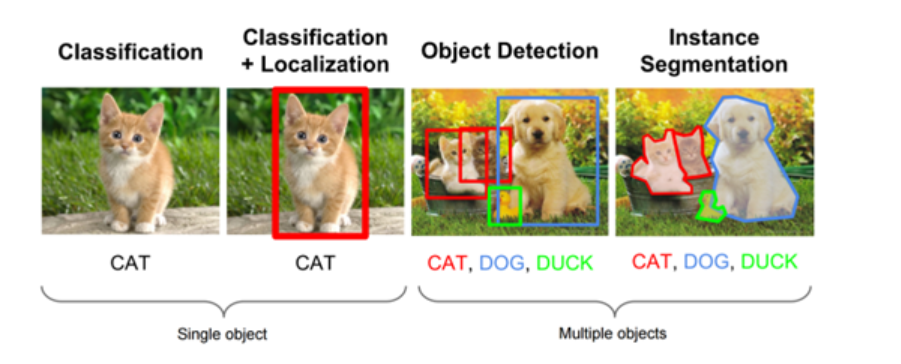 Classification
Classification
+ Localization
Object Detection
Instance
Segmentation
CAT
CAT
CAT, DOG, DUCK
CAT, DOG, DUCK
Single object
Multiple objects